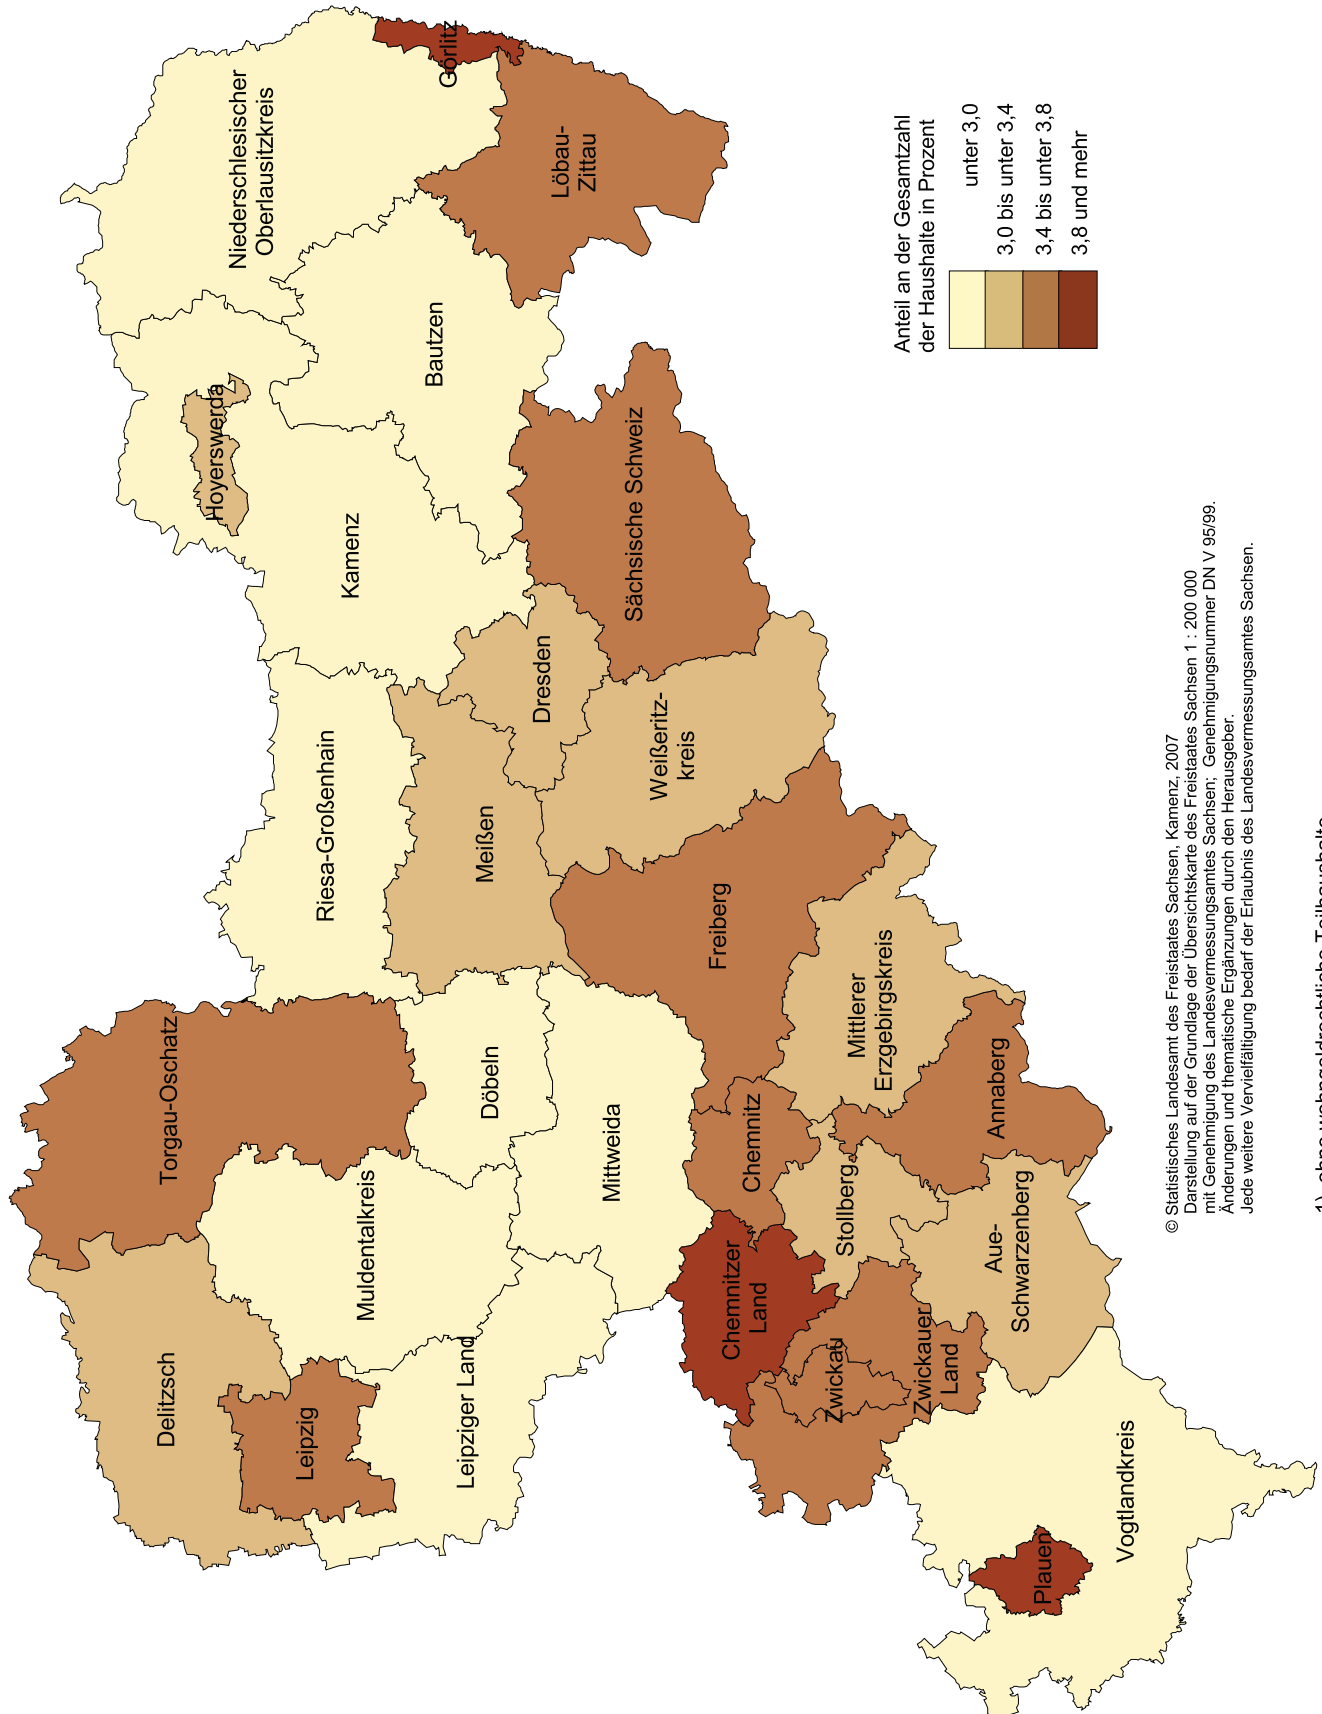 Görlitz
Niederschlesischer
Oberlausitzkreis
Löbau-
Zittau
Bautzen
Hoyerswerda
Kamenz
Sächsische Schweiz
Dresden
Weißeritz-
kreis
Riesa-Großenhain
Meißen
Freiberg
Mittlerer
Erzgebirgskreis
Annaberg
Torgau-Oschatz
Döbeln
Mittweida
Chemnitz
Stollberg
Aue-
Schwarzenberg
Muldentalkreis
Chemnitzer
Land
Delitzsch
Leipzig
Leipziger Land
Zwickau
Zwickauer
Land
Vogtlandkreis
Plauen
Anteil an der Gesamtzahl
der Haushalte in Prozent
unter 3,0
3,0 bis unter 3,4
3,4 bis unter 3,8
3,8 und mehr
© Statistisches Landesamt des Freistaates Sachsen, Kamenz, 2007
Darstellung auf der Grundlage der Übersichtskarte des Freistaates Sachsen 1 : 200 000
mit Genehmigung des Landesvermessungsamtes Sachsen; Genehmigungsnummer DN V 95/99.
Änderungen und thematische Ergänzungen durch den Herausgeber.
Jede weitere Vervielfältigung bedarf der Erlaubnis des Landesvermessungsamtes Sachsen.